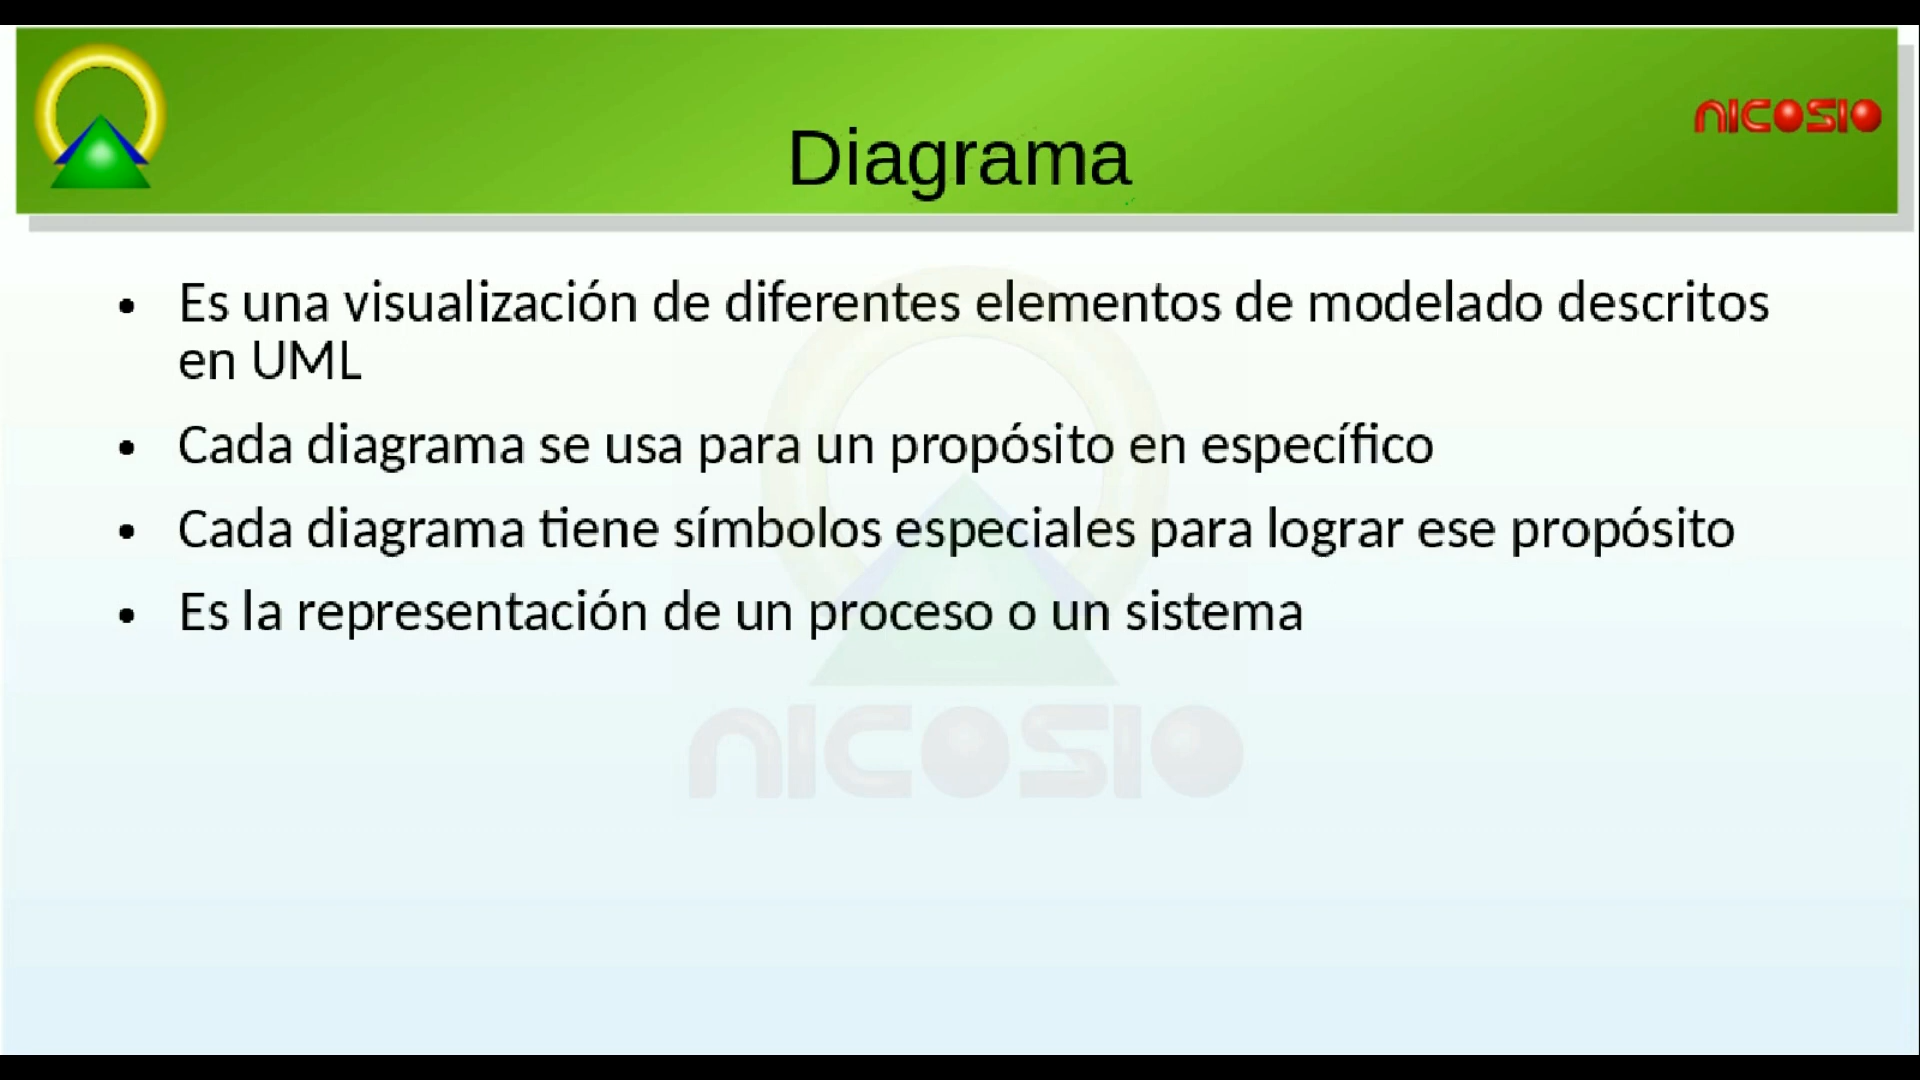 Diagrama
NICOSIO
• Es una visualización de diferentes elementos de modelado descritos
en UML
• Cada diagrama se usa para un propósito en específico
• Cada diagrama tiene símbolos especiales para lograr ese propósito
• Es la representación de un proceso o un sistema
NICOSIO